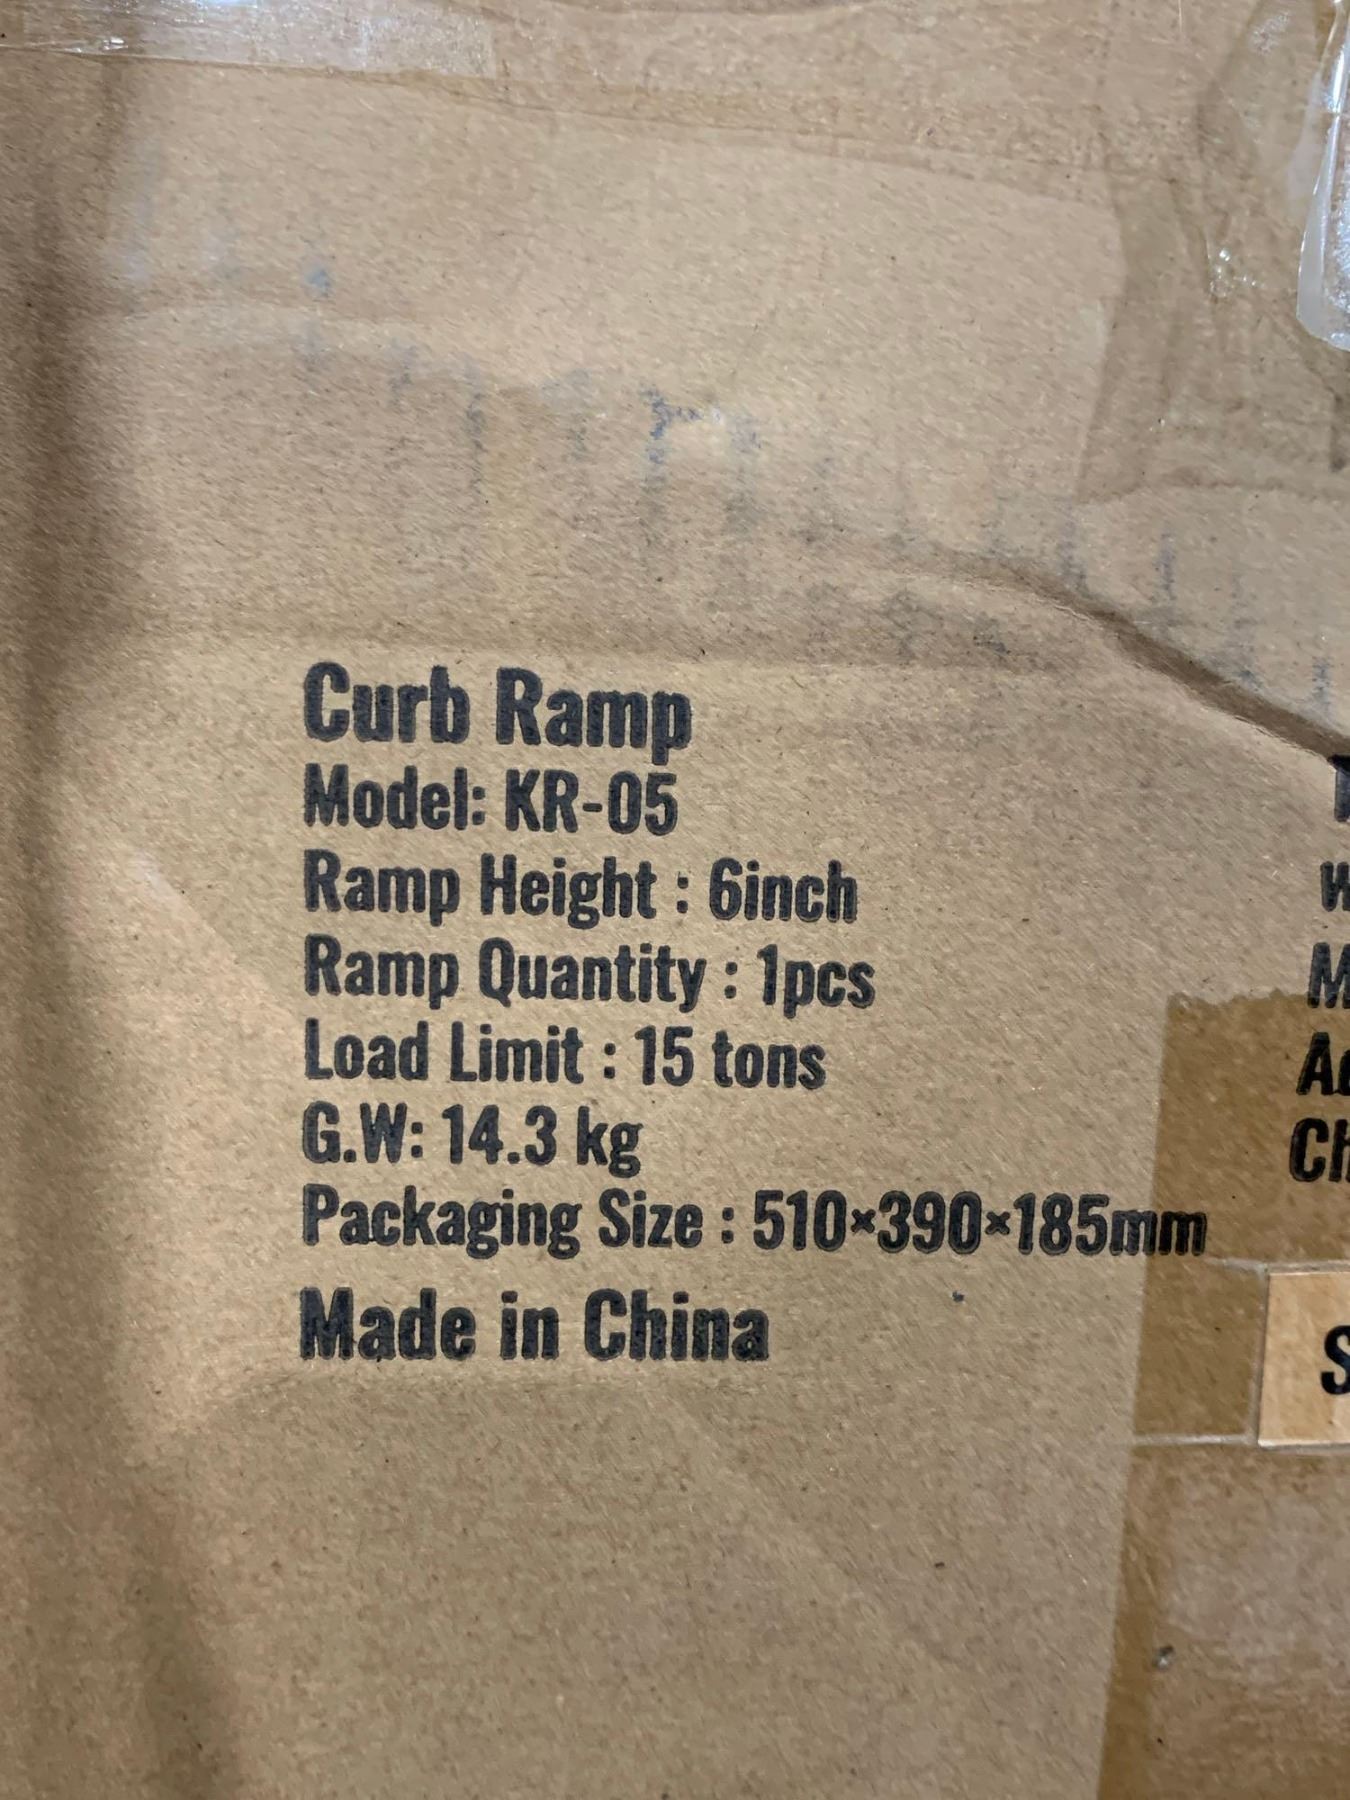 Curb Ramp
Model: KR-05
Ramp Height : 6inch
Ramp Quantity : 1pcs
Load Limit : 15 tons
G.W: 14.3 kg
Packaging Size : 510×390×185mm
Made in China